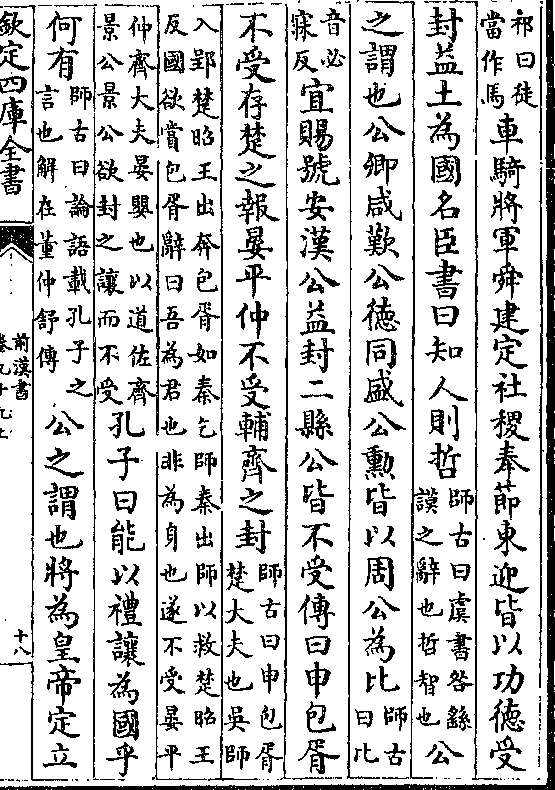 祁曰徒當作馬車騎將軍舜建定社稷奉節東迎皆以功德受
封益土為國名臣書曰知人則哲師古曰虞書咎繇謨之辭也哲智也公
之謂也公卿咸歎公德同盛公勲皆以周公為比師古曰比
音必寐反宜賜號安漢公益封二縣公皆不受傳曰申包胥
不受存楚之報晏平仲不受輔齊之封師古曰申包胥楚大夫也吳師
入郢楚昭王出奔包胥如秦乞師秦出師以救楚昭王反國欲賞包胥辭曰吾為君也非為身也遂不受晏平
仲齊大夫晏嬰也以道佐齊景公景公欲封之讓而不受孔子曰能以禮讓為國乎
何有師古曰論語載孔子之言也解在董仲舒傳公之謂也將為皇帝定立
欽定四庫全書
前漢書
卷九十九上
十八